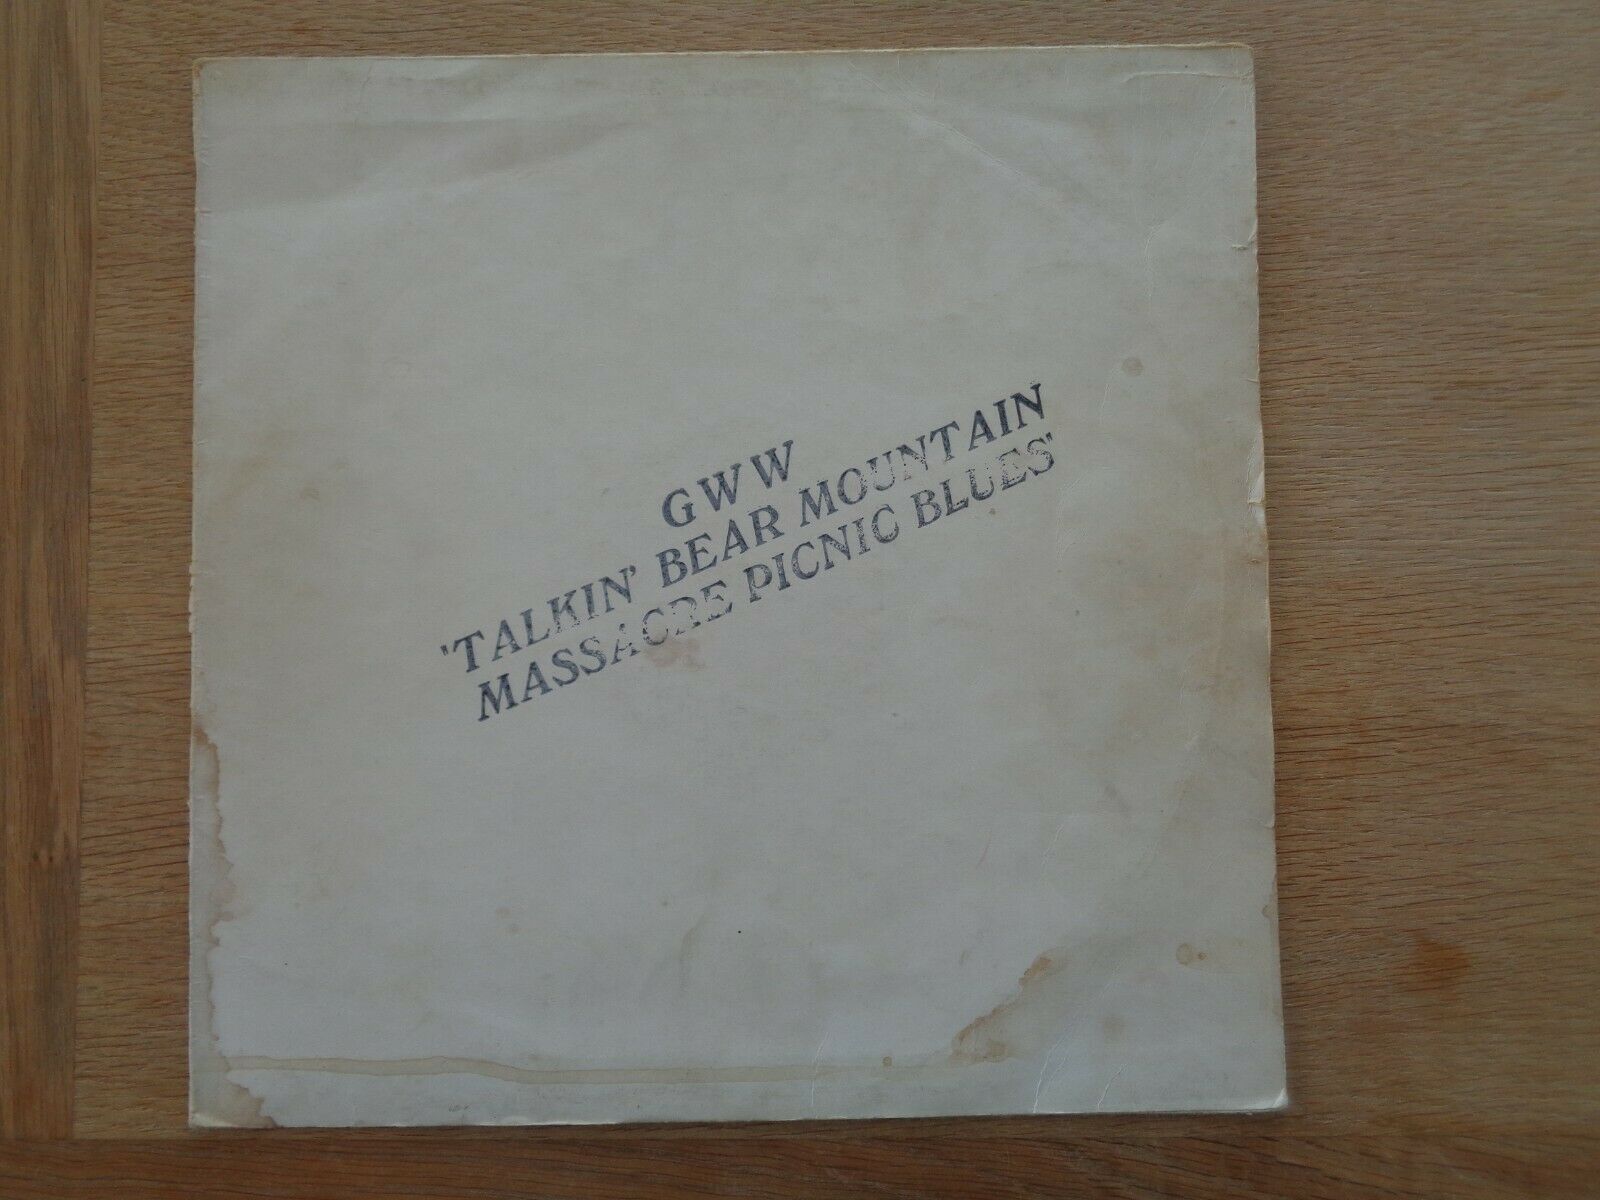 GWW
'TALKIN' BEAR MOUNTAIN
MASSACRE PICNIC BLUES'